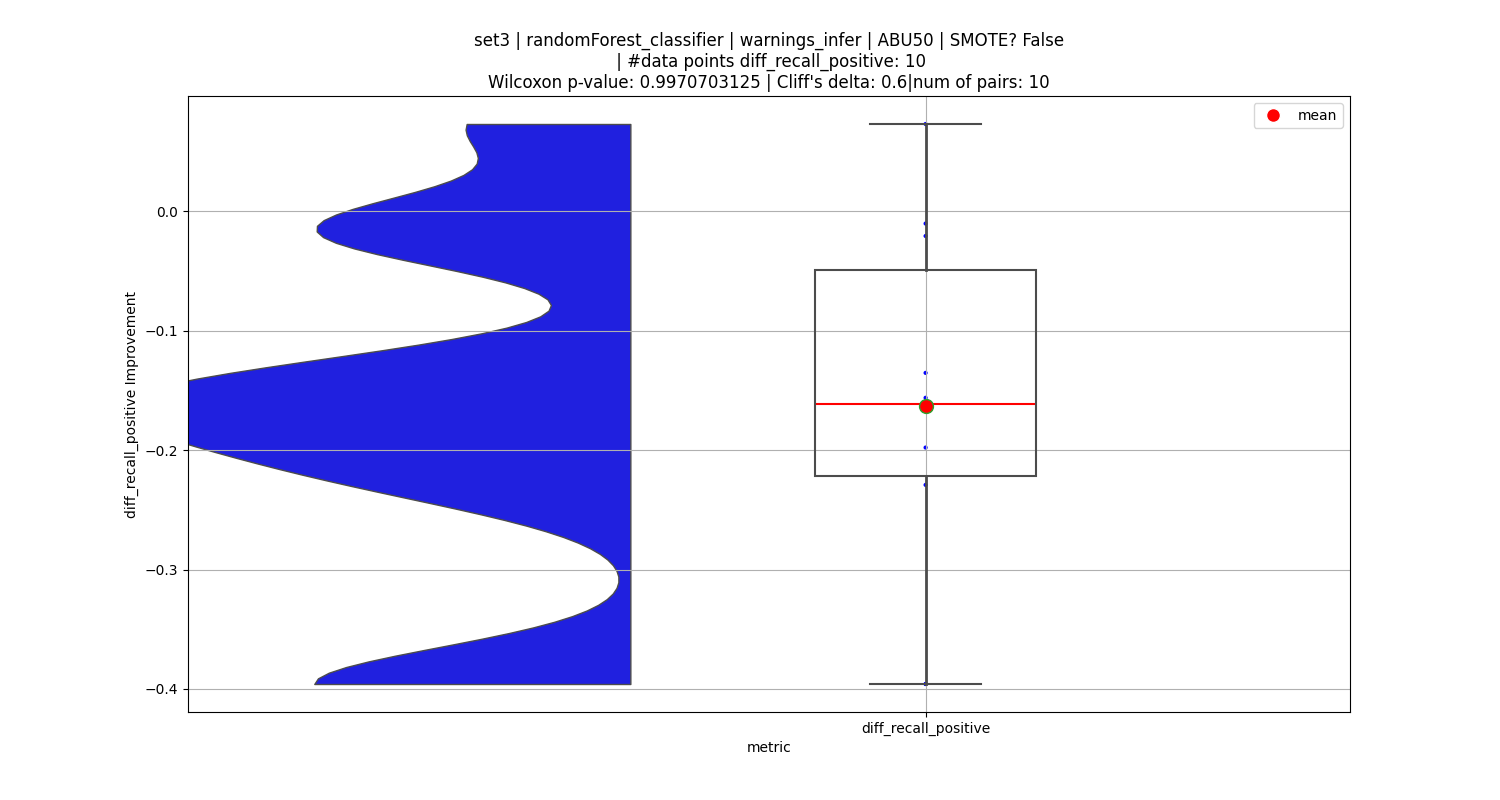 set3 | randomForest_classifier | warnings_infer | ABU50 | SMOTE? False
| #data points diff_recall_positive: 10
Wilcoxon p-value: 0.9970703125 | Cliff's delta: 0.6|num of pairs: 10
mean
0.0
−0.1
−0.2
−0.3
−0.4
diff_recall_positive Improvement
diff_recall_positive
metric